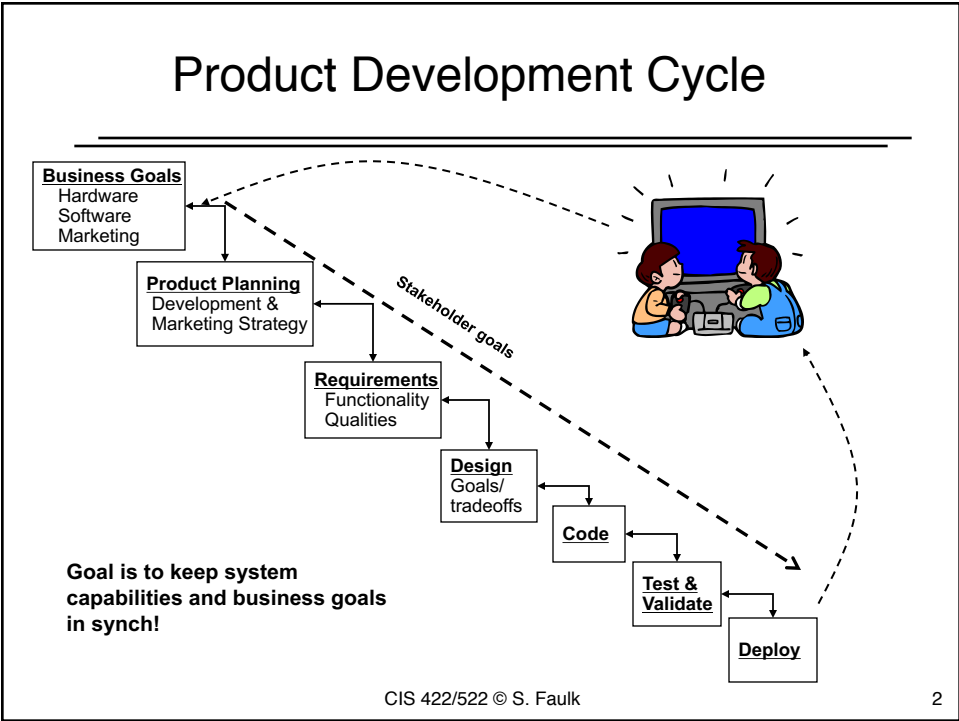 Product Development Cycle
Business Goals
Hardware
Software
Marketing
Product Planning
Development &
Marketing Strategy
Stakeholder goals
Requirements
Functionality
Qualities
Design
Goals/
tradeoffs
Code
Test &
Validate
Deploy
Goal is to keep system
capabilities and business goals
in synch!
CIS 422/522 © S. Faulk
2